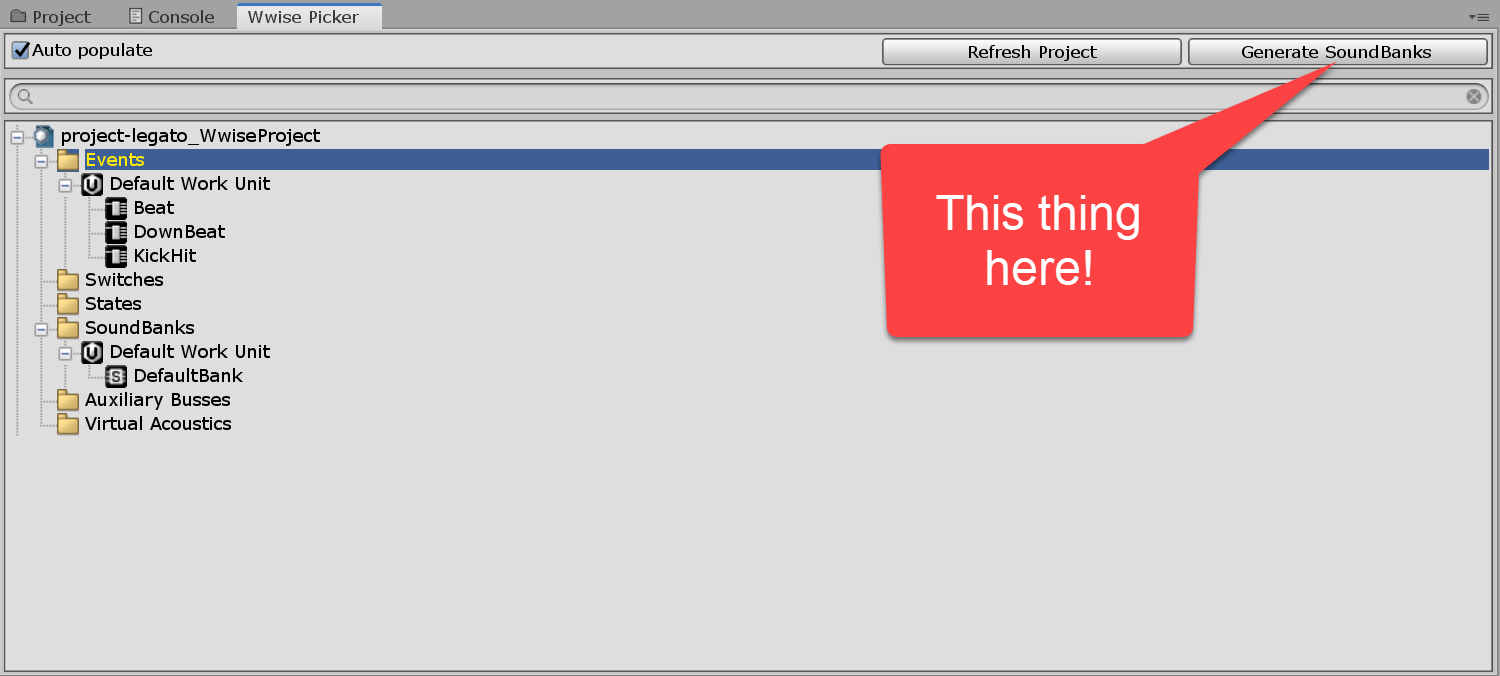 Project
Console
Wwise Picker
Auto populate
Refresh Project
Generate SoundBanks
project-legato_WwiseProject
Events
Default Work Unit
Beat
DownBeat
KickHit
Switches
States
SoundBanks
Default Work Unit
S DefaultBank
Auxiliary Busses
Virtual Acoustics
This thing
here!